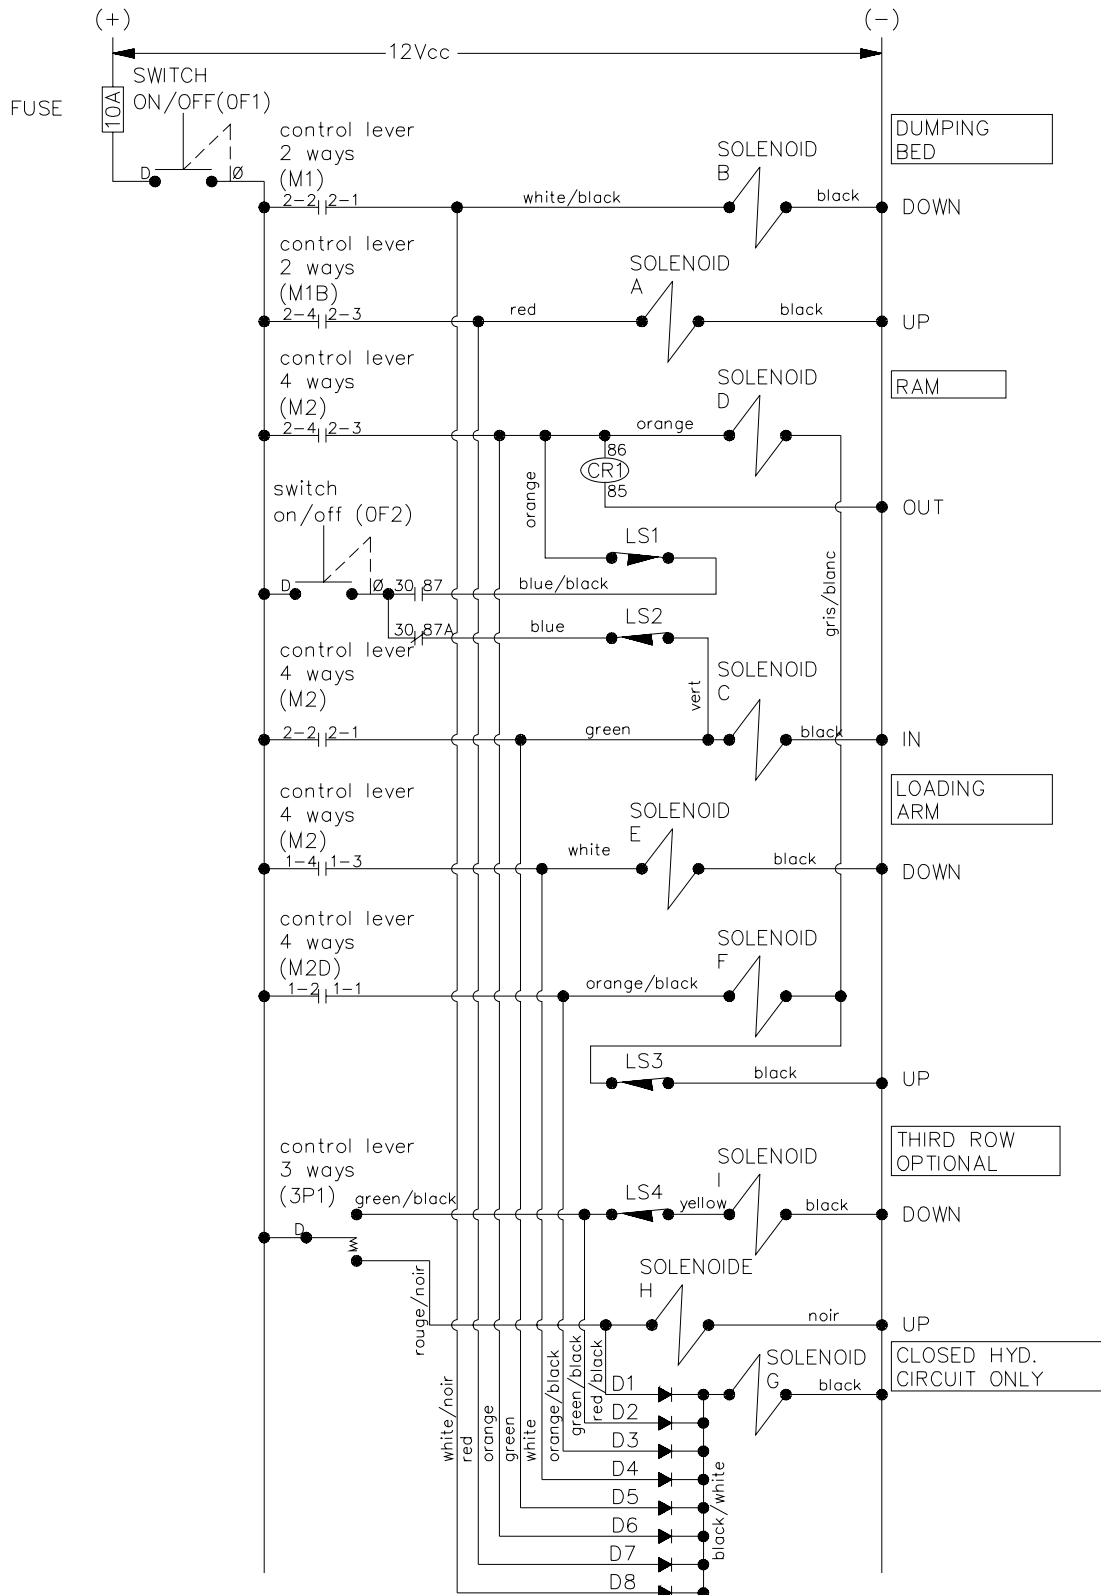 (+)
(-)
12Vcc
FUSE
10A
SWITCH
ON/OFF(OF1)
D
Ø
DUMPING
BED
control lever
2 ways
(M1)
2-2
2-1
white/black
SOLENOID
B
black
DOWN
control lever
2 ways
(M1B)
2-4
2-3
red
SOLENOID
A
black
UP
RAM
control lever
4 ways
(M2)
2-4
2-3
orange
SOLENOID
D
86
CR1
85
OUT
orange
switch
on/off (OF2)
D
Ø
30
87
blue/black
LS1
gris/blanc
30
87A
blue
LS2
vert
control lever
4 ways
(M2)
2-2
2-1
green
SOLENOID
C
black
IN
LOADING
ARM
control lever
4 ways
(M2)
1-4
1-3
white
SOLENOID
E
black
DOWN
control lever
4 ways
(M2D)
1-2
1-1
orange/black
SOLENOID
F
LS3
black
UP
THIRD ROW
OPTIONAL
control lever
3 ways
(3P1)
D
green/black
LS4
yellow
SOLENOID
I
black
DOWN
rouge/noir
SOLENOIDE
H
noir
UP
CLOSED HYD.
CIRCUIT ONLY
SOLENOID
G
black
white/noir
red
orange
green
white
orange/black
green/black
red/black
D1
D2
D3
D4
D5
D6
D7
D8
black/white